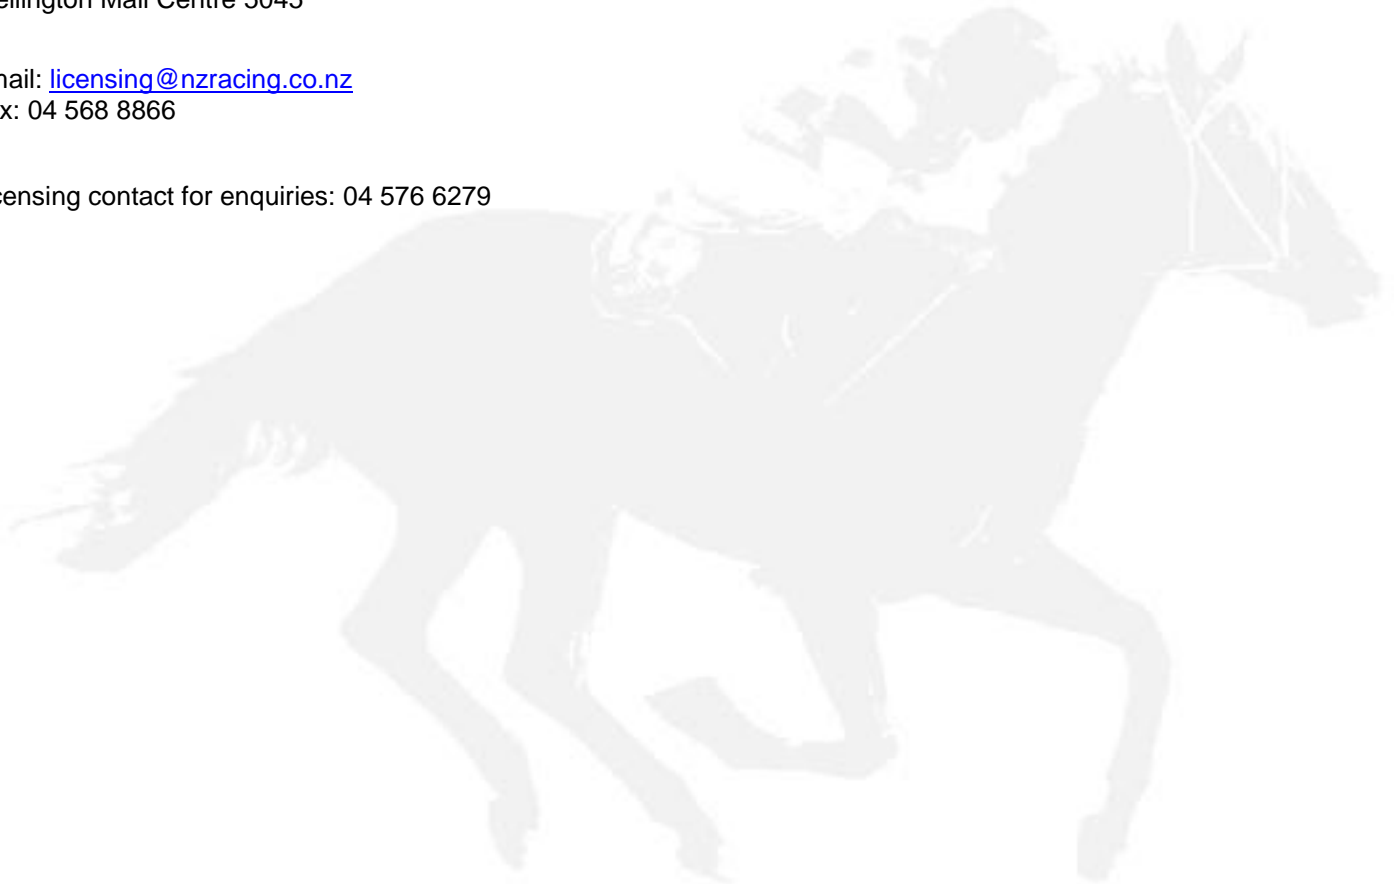 ellington Mail Centre 5045
nail: licensing@nzracing.co.nz
x: 04 568 8866
censing contact for enquiries: 04 576 6279